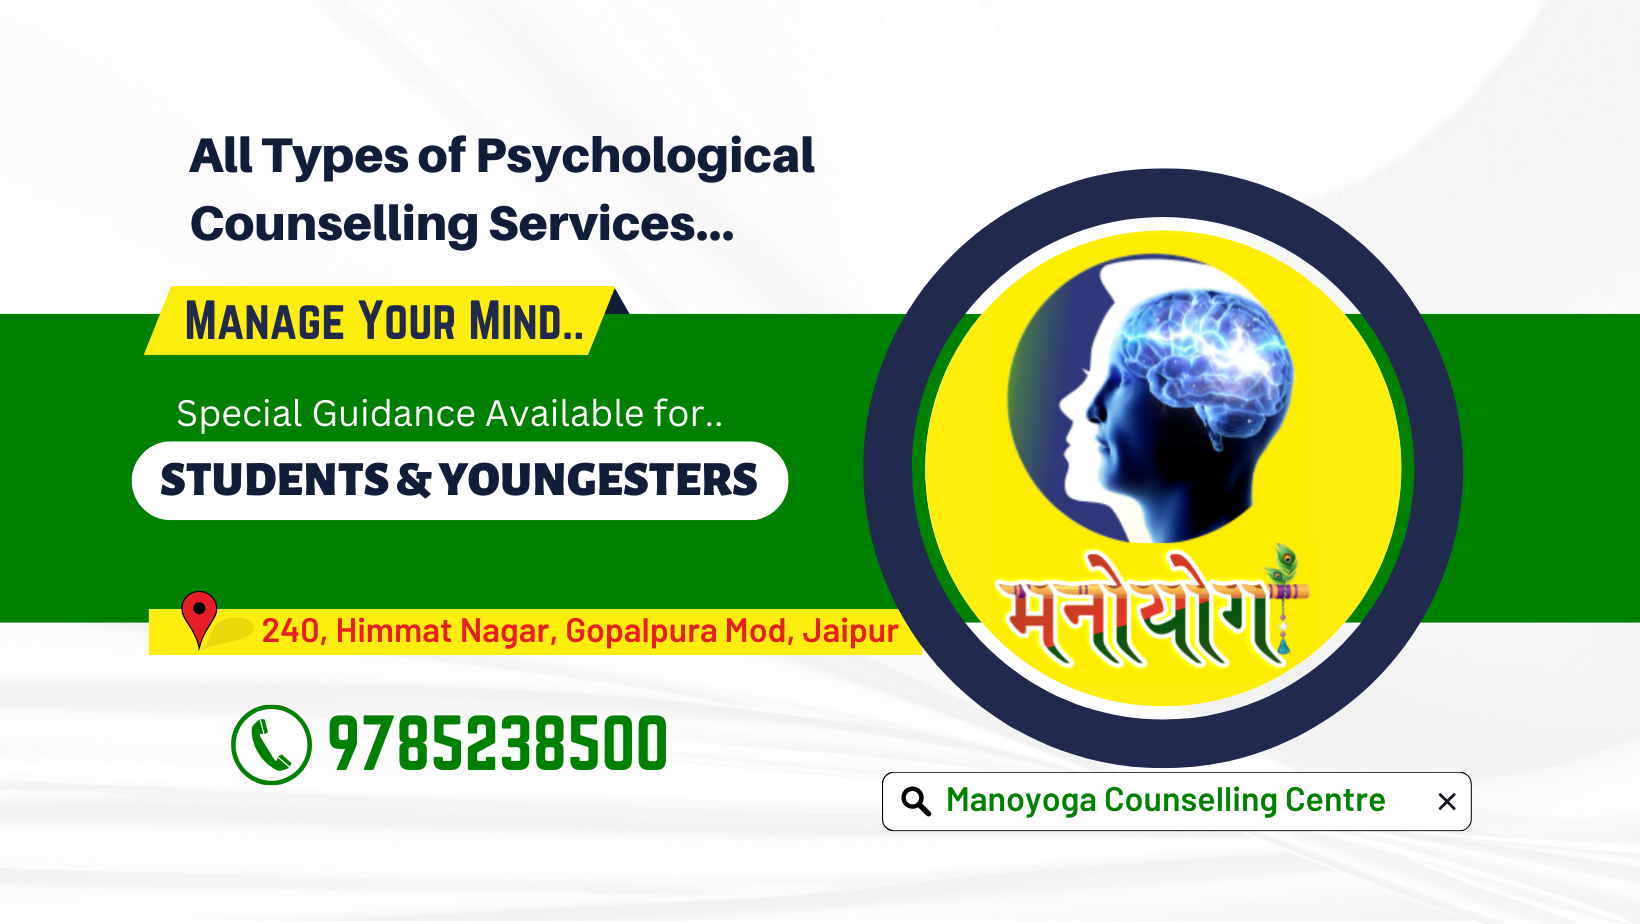 All Types of Psychological
Counselling Services...
Manage Your Mind..
Special Guidance Available for..
STUDENTS & YOUNGESTERS
240, Himmat Nagar, Gopalpura Mod, Jaipur
9785238500
मनोयोग
Manoyoga Counselling Centre